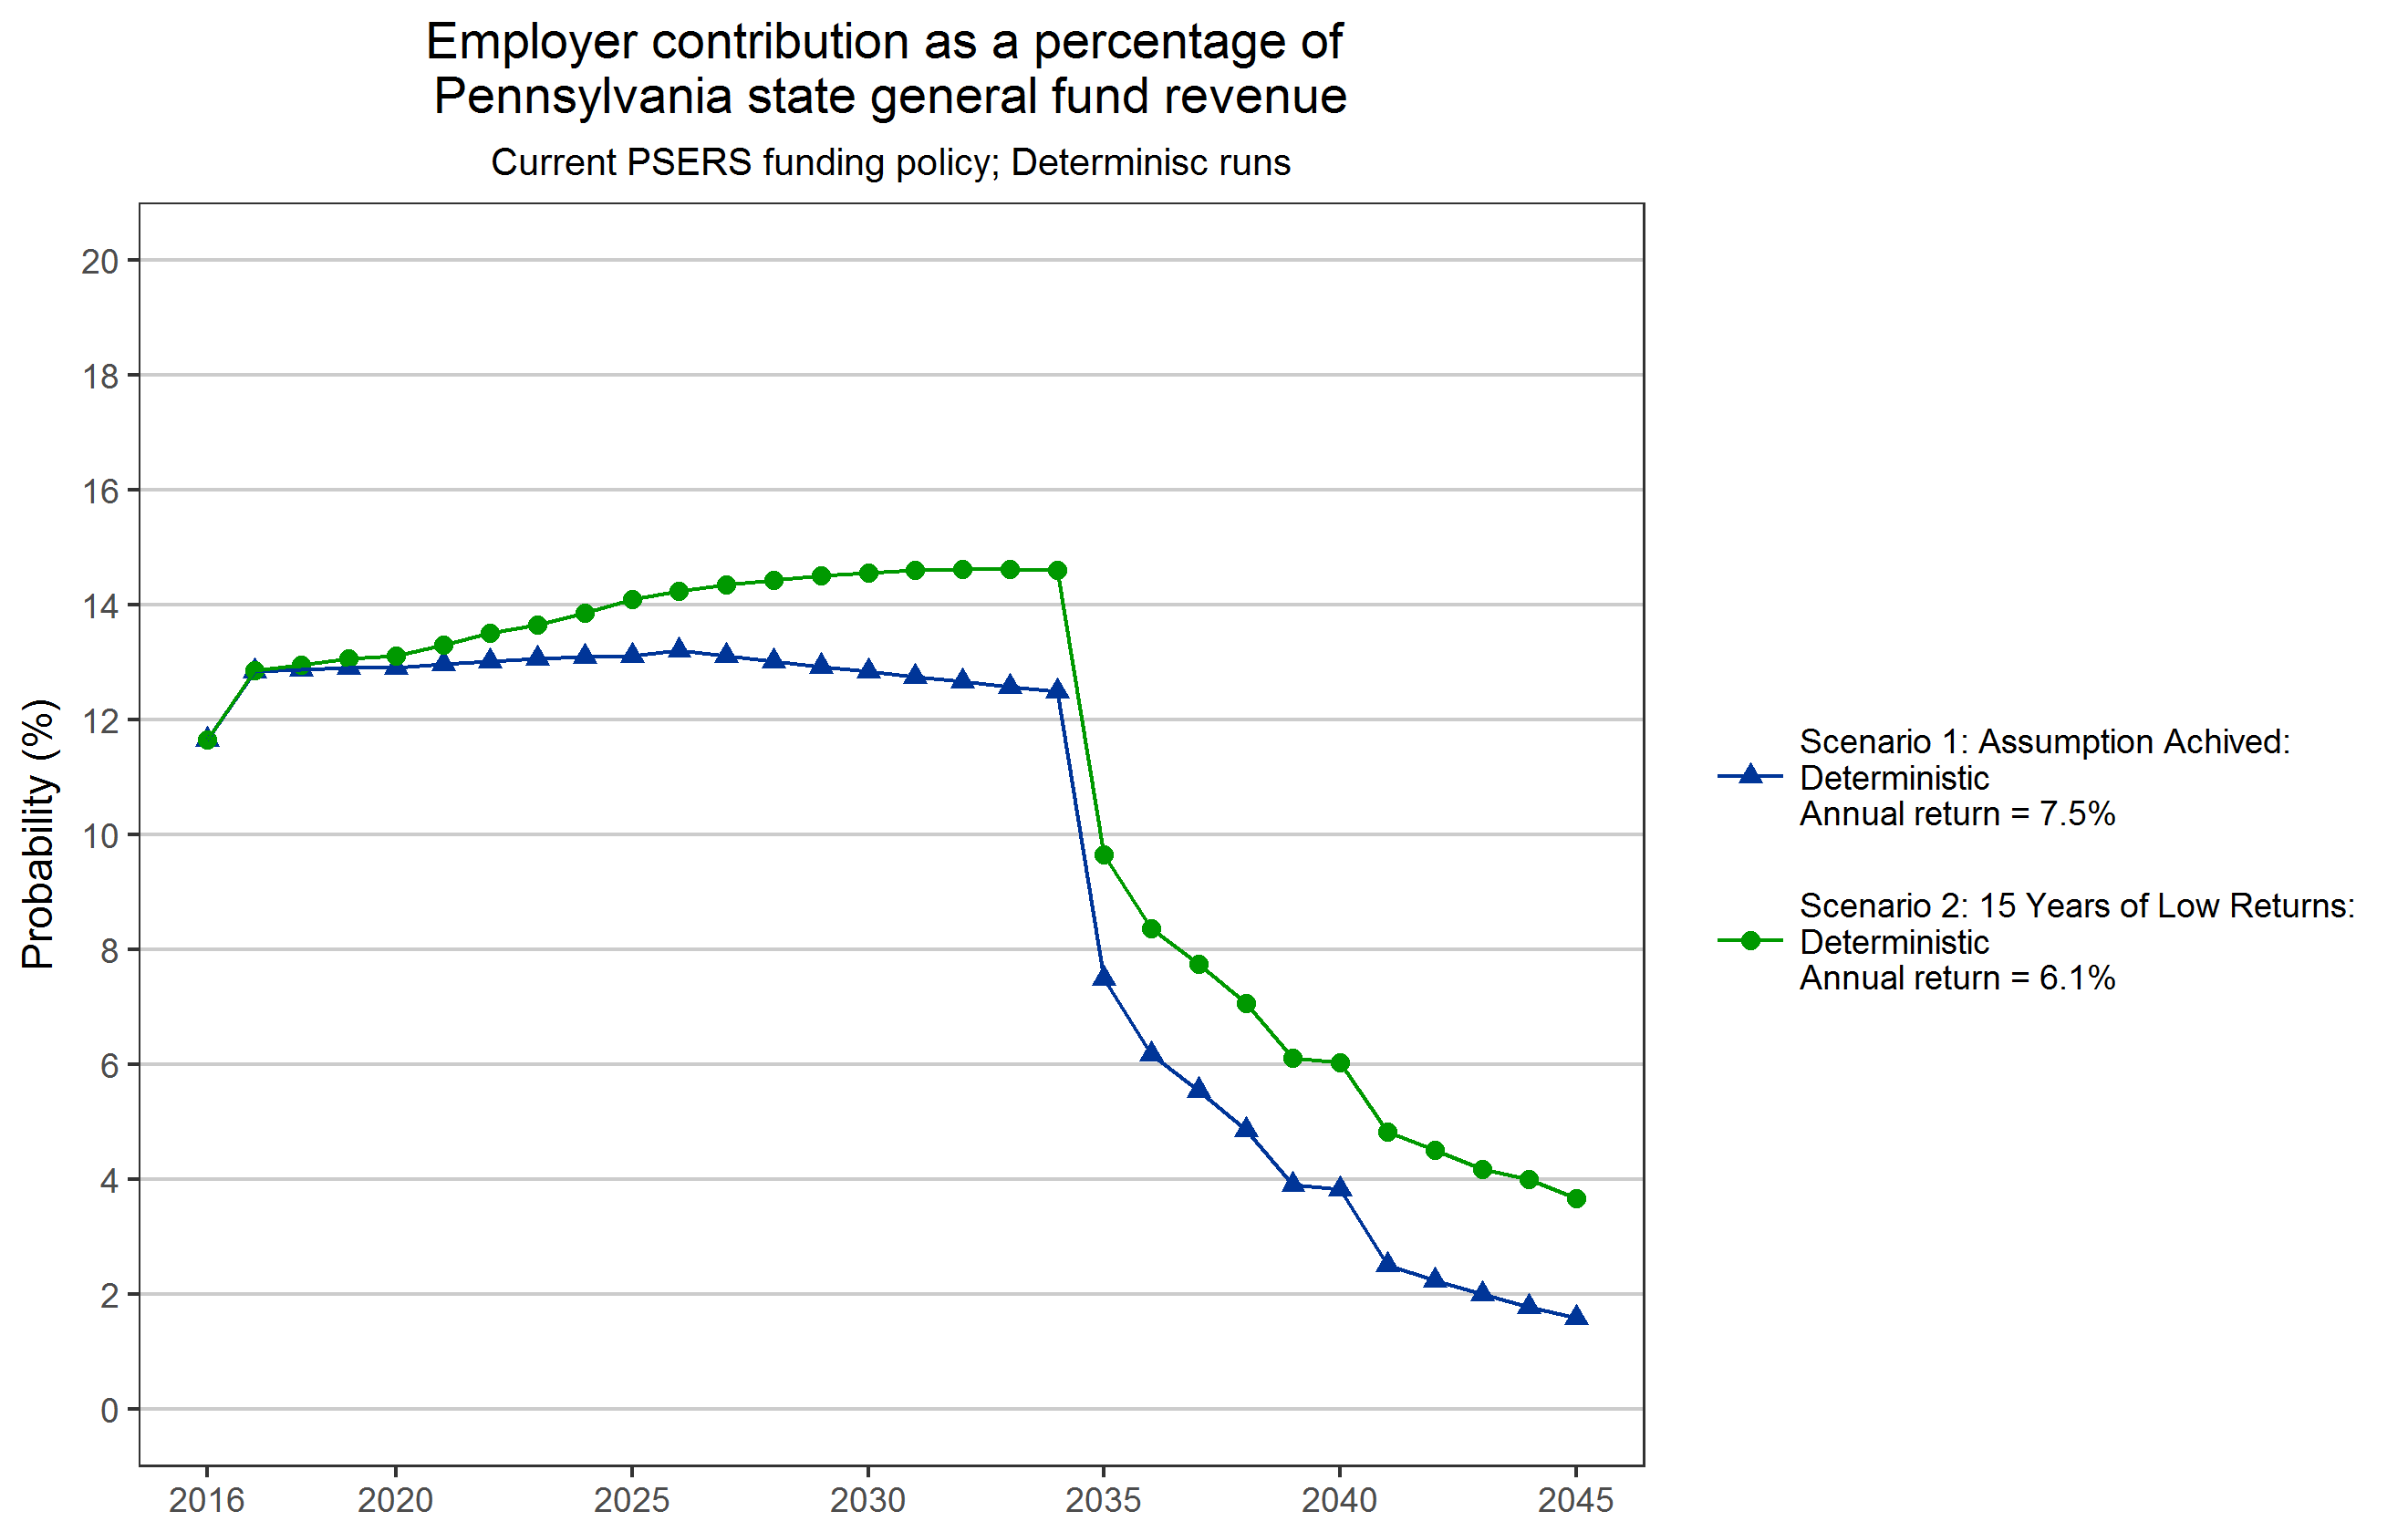 Employer contribution as a percentage of
Pennsylvania state general fund revenue
Current PSERS funding policy; Determinisc runs
Probability (%)
20
18
16
14
12
10
8
6
4
2
0
2016 2020 2025 2030 2035 2040 2045
Scenario 1: Assumption Achived:
Deterministic
Annual return = 7.5%
Scenario 2: 15 Years of Low Returns:
Deterministic
Annual return = 6.1%